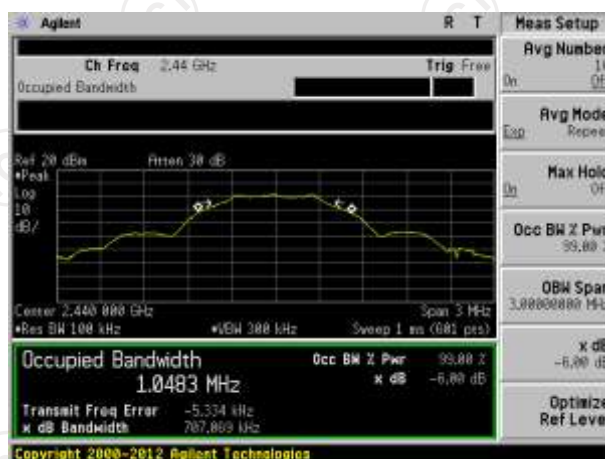 Agilent R T
Ch Freq 2.44 GHz Trig Free
Occupied Bandwidth
Ref 20 dBm Atten 30 dB
•Peak
Log
10
dB/
Center 2.440 000 GHz Span 3 MHz
•Res BW 100 kHz •VBW 300 kHz Sweep 1 ms (601 pts)
Occupied Bandwidth Occ BW % Pwr 99.00 %
1.0483 MHz x dB -6.00 dB
Transmit Freq Error -5.334 kHz
x dB Bandwidth 707.869 kHz
Copyright 2000-2012 Agilent Technologies
Meas Setup
Avg Number
10
On Off
Avg Mode
Exp Repeat
Max Hold
On Off
Occ BW % Pwr
99.00 %
OBW Span
3.00000000 MHz
x dB
-6.00 dB
Optimize
Ref Level